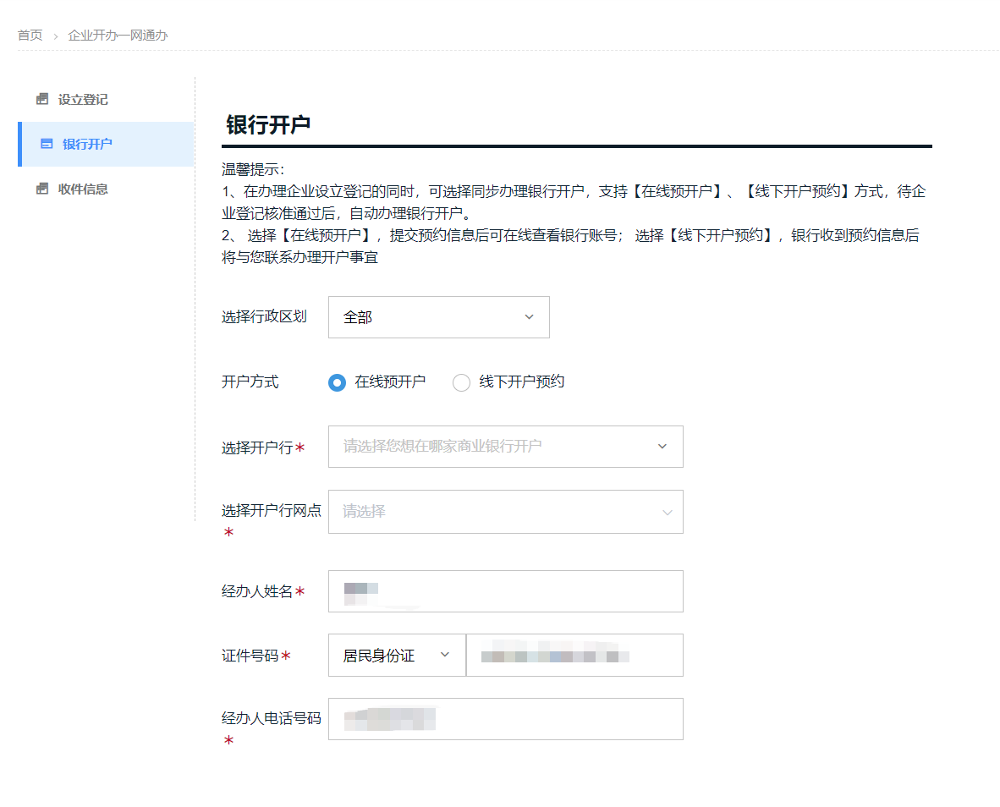 首页 > 企业开办一网通办
设立登记
银行开户
收件信息
银行开户
温馨提示：
1、在办理企业设立登记的同时，可选择同步办理银行开户，支持【在线预开户】、【线下开户预约】方式，待企
业登记核准通过后，自动办理银行开户。
2、 选择【在线预开户】，提交预约信息后可在线查看银行账号； 选择【线下开户预约】，银行收到预约信息后
将与您联系办理开户事宜
选择行政区划 全部
开户方式 在线预开户 线下开户预约
选择开户行* 请选择您想在哪家商业银行开户
选择开户行网点 请选择
*
经办人姓名*
证件号码* 居民身份证
经办人电话号码
*